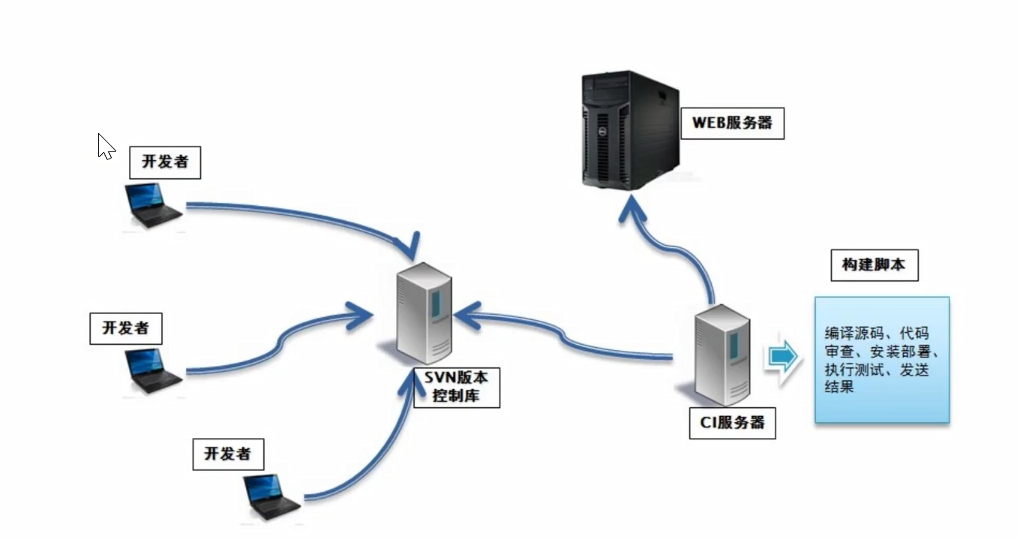 WEB服务器
开发者
构建脚本
开发者
编译源码、代码
审查、安装部署、
执行测试、发送
结果
SVN版本
控制库
CI服务器
开发者